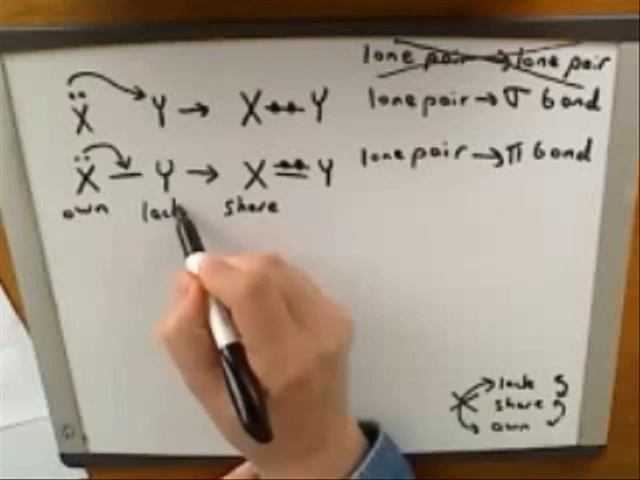 lone pair → lone pair
Ẍ Y → X Y lone pair → σ bond
Ẍ — Y → X Y lone pair → π bond
own lack share
X lack
share
own